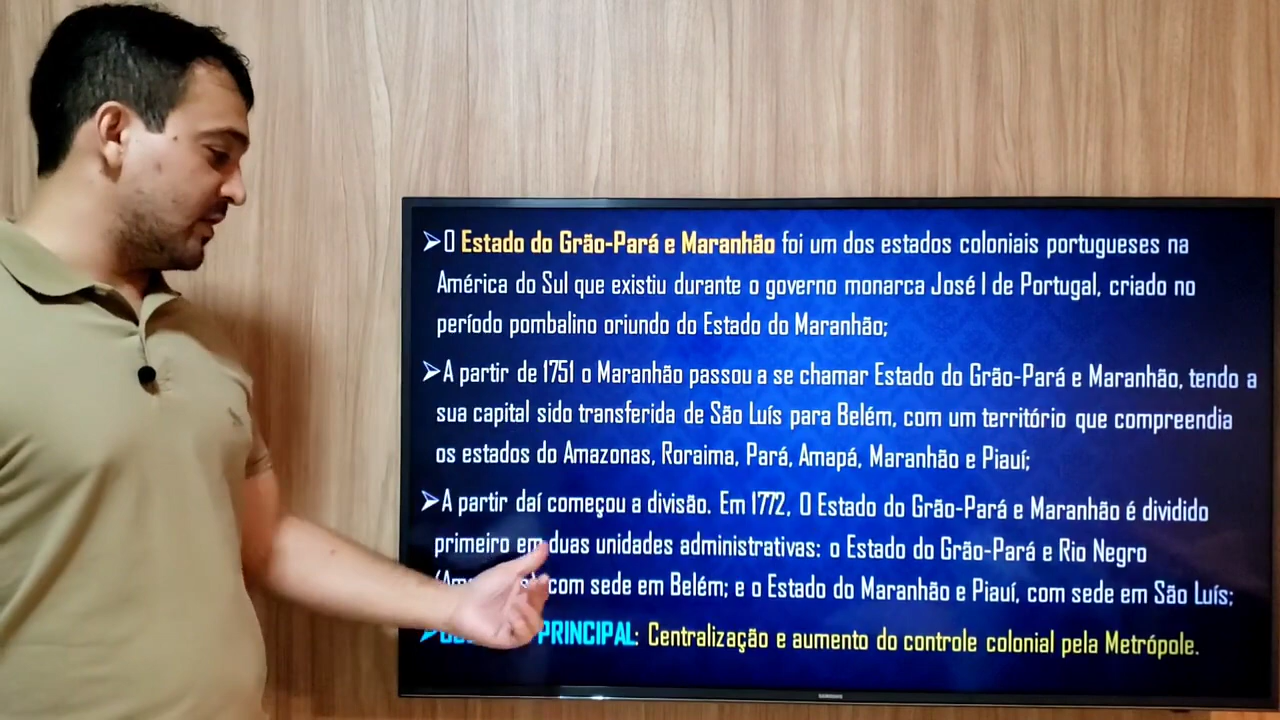 O Estado do Grão-Pará e Maranhão foi um dos estados coloniais portugueses na
América do Sul que existiu durante o governo monarca José I de Portugal, criado no
período pombalino oriundo do Estado do Maranhão;
A partir de 1751 o Maranhão passou a se chamar Estado do Grão-Pará e Maranhão, tendo a
sua capital sido transferida de São Luís para Belém, com um território que compreendia
os estados do Amazonas, Roraima, Pará, Amapá, Maranhão e Piauí;
A partir daí começou a divisão. Em 1772, O Estado do Grão-Pará e Maranhão é dividido
primeiro em duas unidades administrativas: o Estado do Grão-Pará e Rio Negro
com sede em Belém; e o Estado do Maranhão e Piauí, com sede em São Luís;
PRINCIPAL: Centralização e aumento do controle colonial pela Metrópole.
SAMSUNG